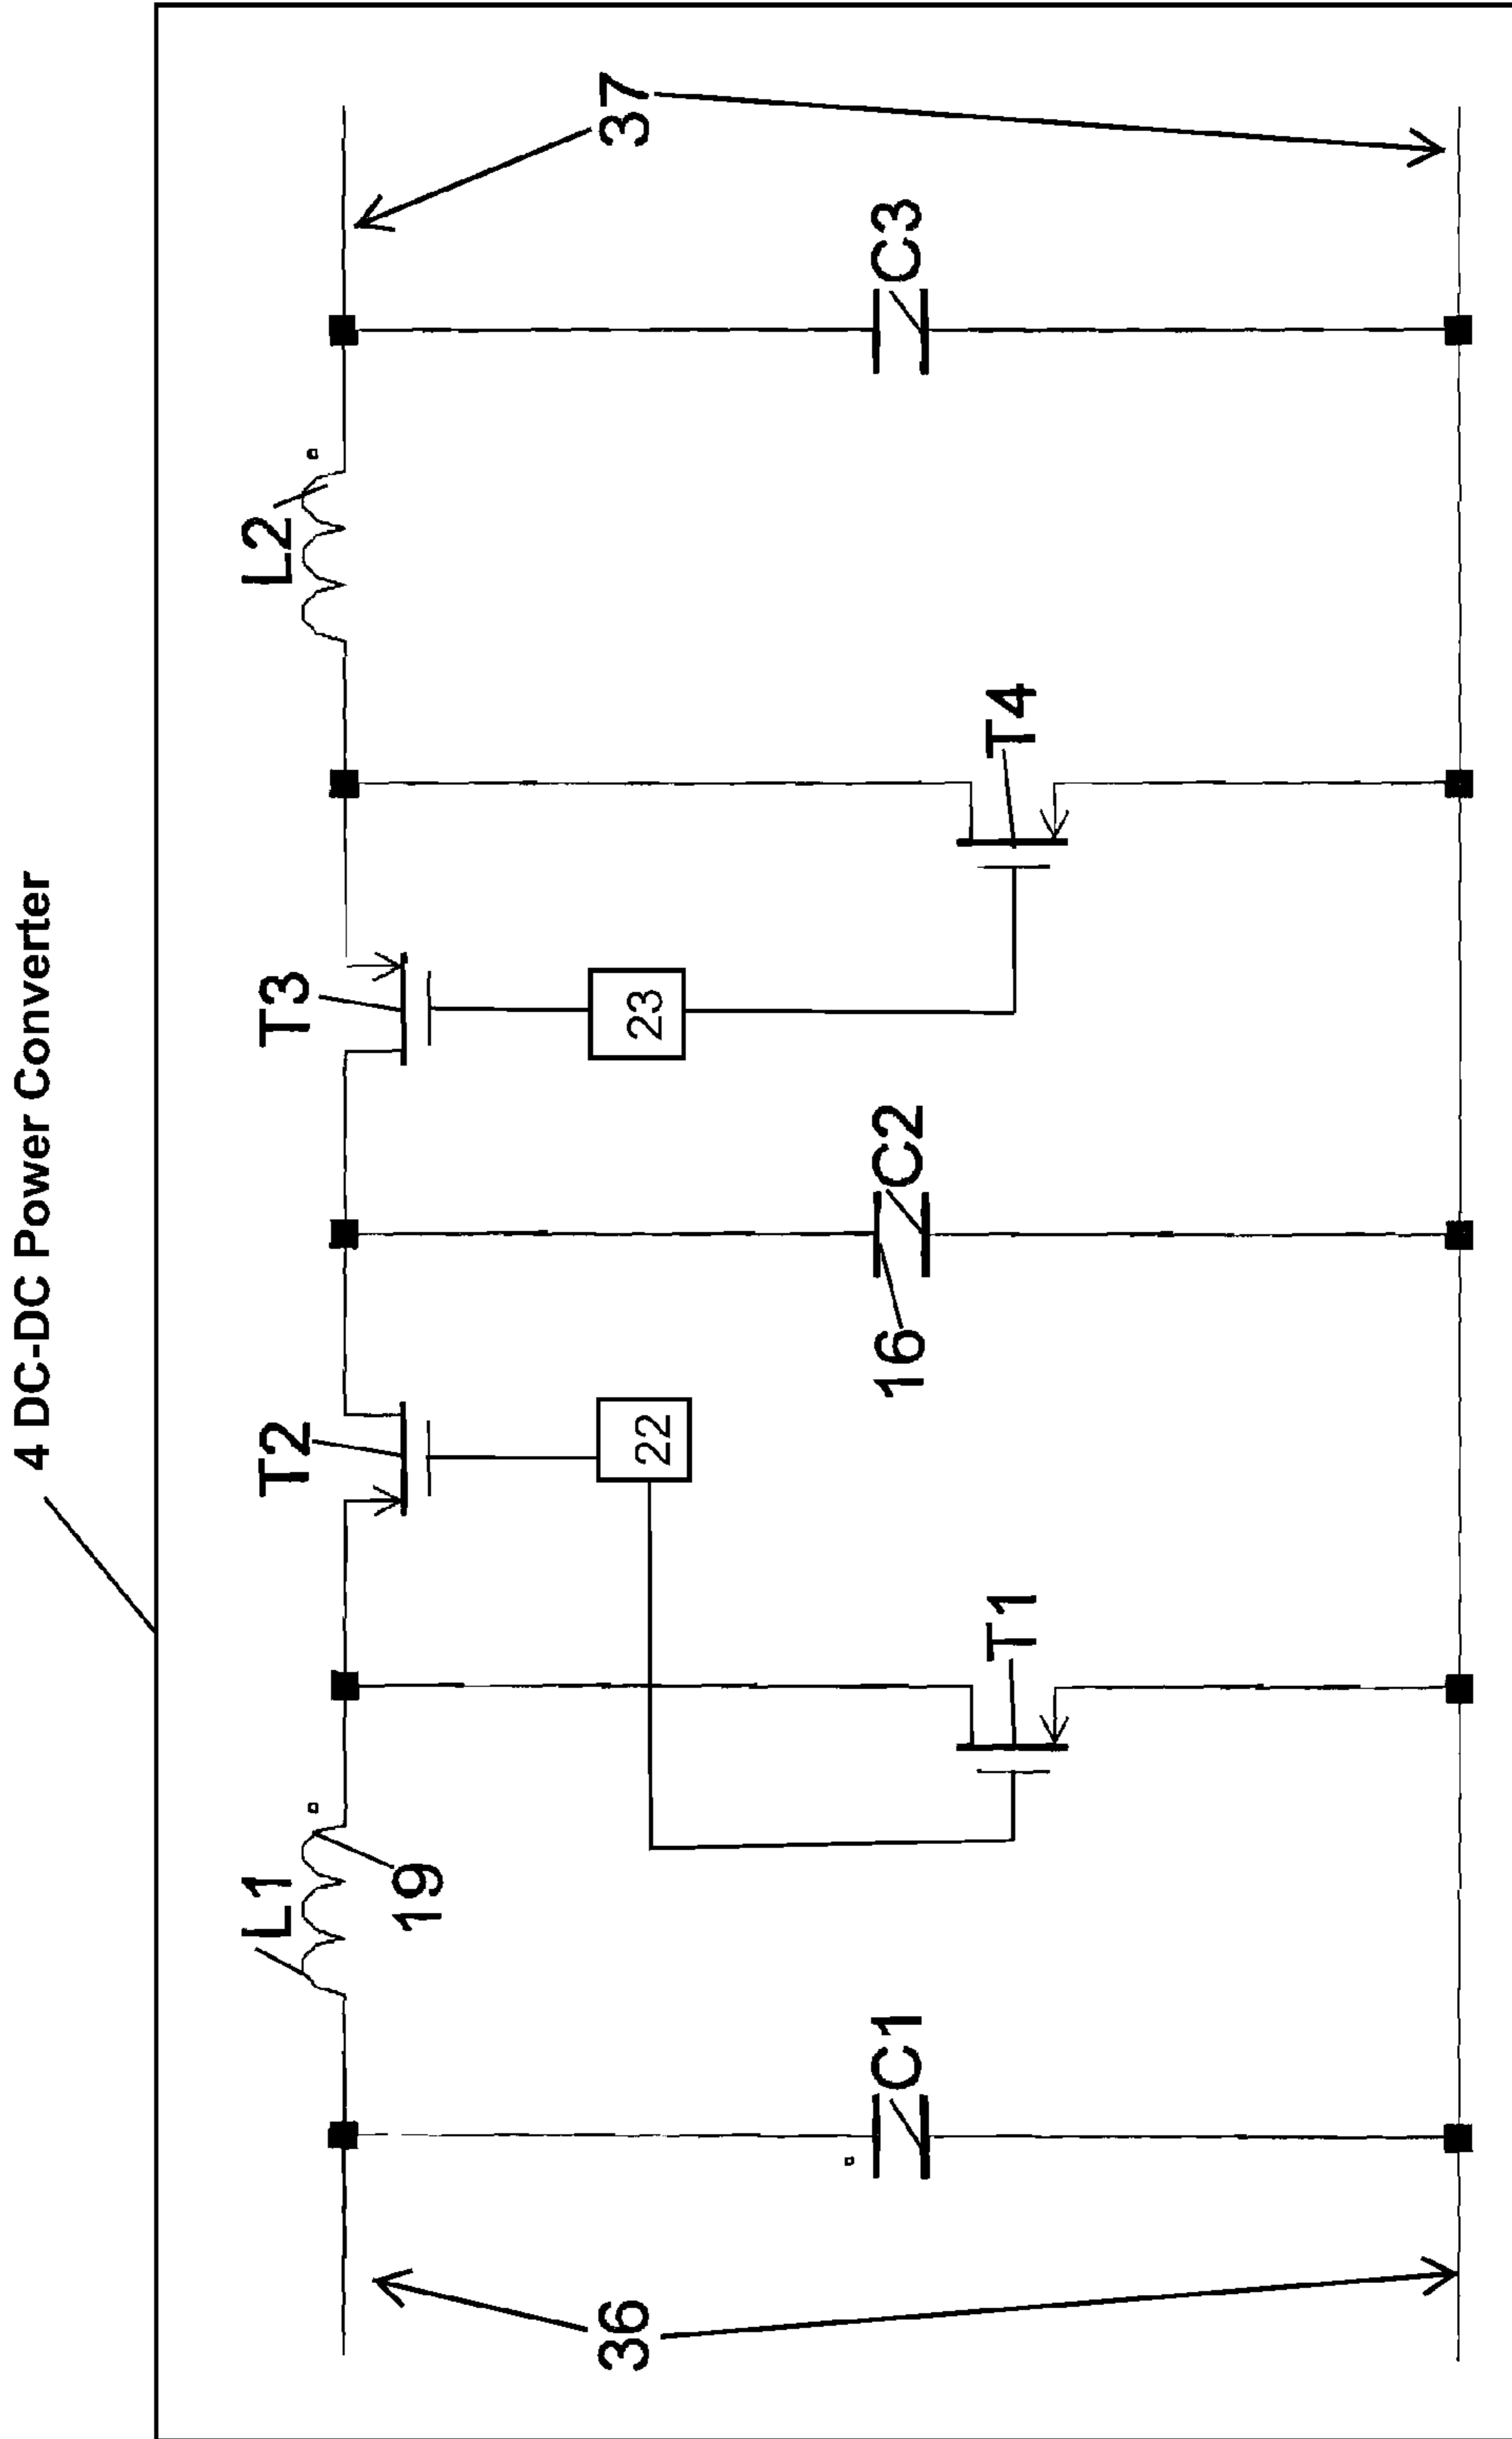 4 DC-DC Power Converter
L1
T2
T3
L2
19
36
22
23
37
C1
16
C2
C3
T1
T4